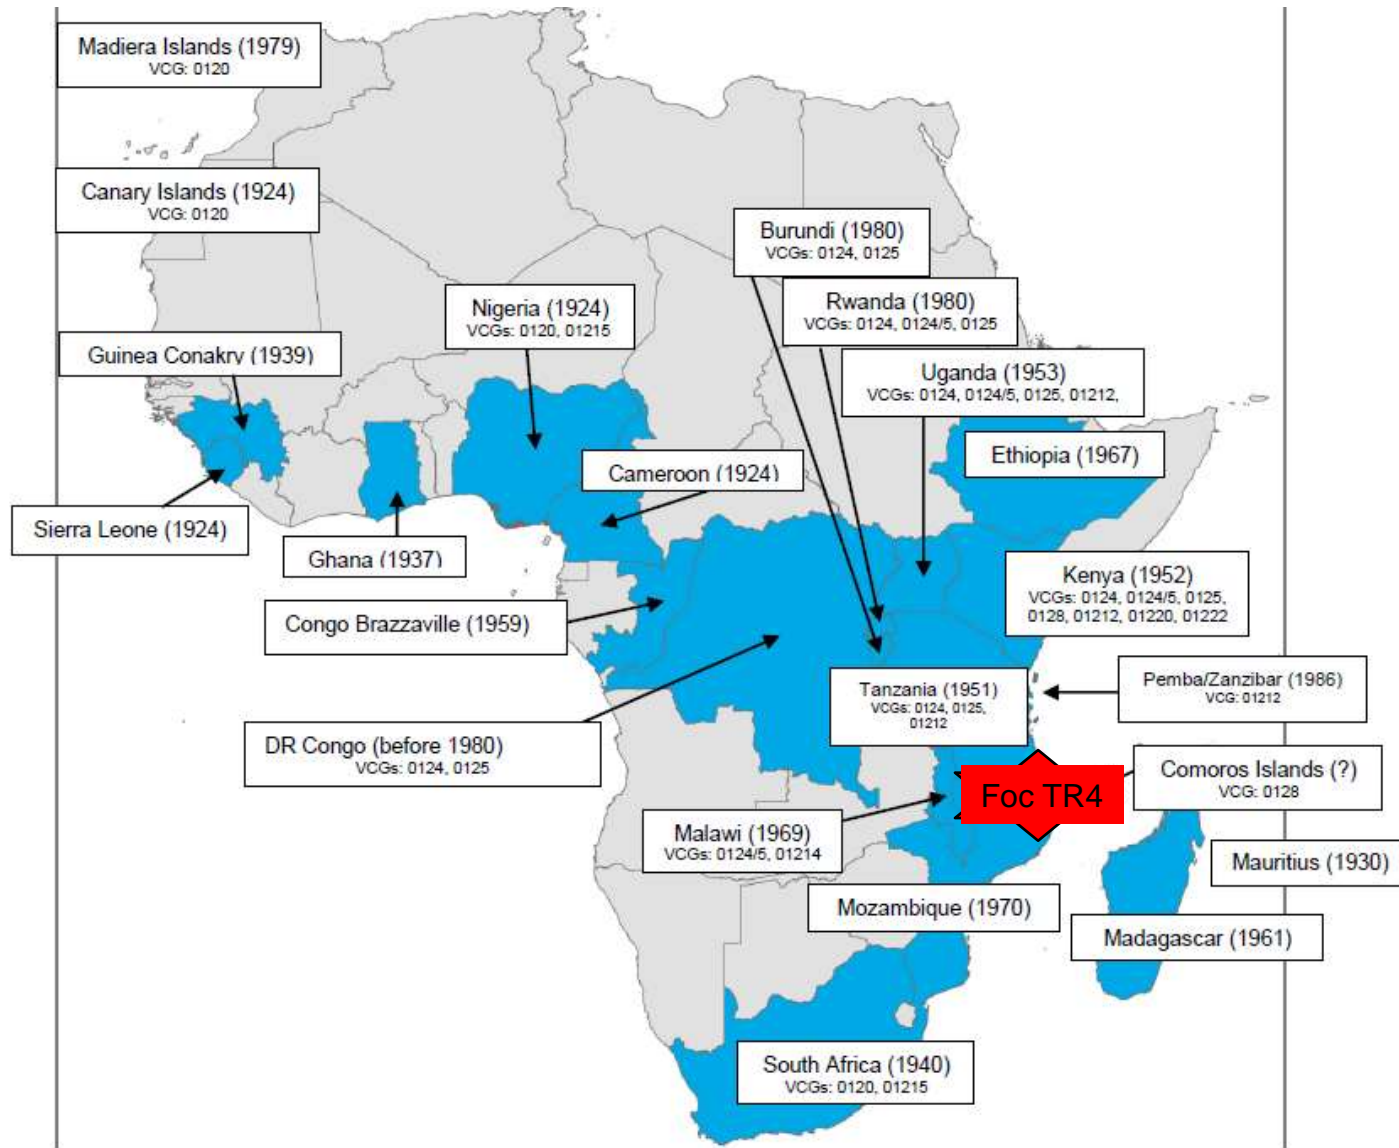 Madiera Islands (1979)
VCG: 0120
Canary Islands (1924)
VCG: 0120
Burundi (1980)
VCGs: 0124, 0125
Rwanda (1980)
VCGs: 0124, 0124/5, 0125
Nigeria (1924)
VCGs: 0120, 01215
Guinea Conakry (1939)
Uganda (1953)
VCGs: 0124, 0124/5, 0125, 01212,
Ethiopia (1967)
Cameroon (1924)
Sierra Leone (1924)
Ghana (1937)
Kenya (1952)
VCGs: 0124, 0124/5, 0125,
0128, 01212, 01220, 01222
Congo Brazzaville (1959)
Tanzania (1951)
VCGs: 0124, 0125,
01212
Pemba/Zanzibar (1986)
VCG: 01212
DR Congo (before 1980)
VCGs: 0124, 0125
Foc TR4
Comoros Islands (?)
VCG: 0128
Malawi (1969)
VCGs: 0124/5, 01214
Mauritius (1930)
Mozambique (1970)
Madagascar (1961)
South Africa (1940)
VCGs: 0120, 01215